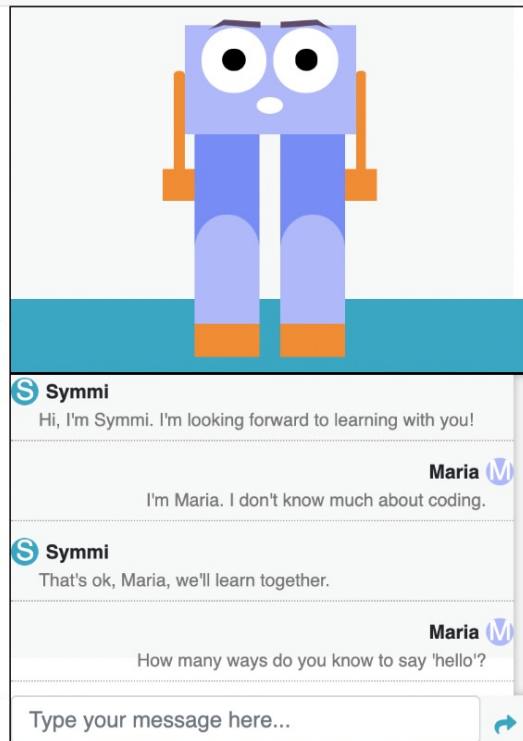 S Symmi
Hi, I'm Symmi. I'm looking forward to learning with you!
Maria M
I'm Maria. I don't know much about coding.
S Symmi
That's ok, Maria, we'll learn together.
Maria M
How many ways do you know to say 'hello'?
Type your message here...